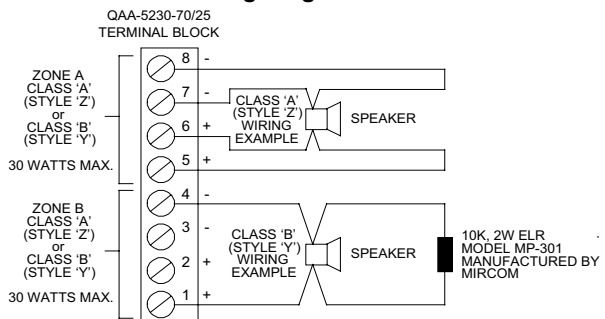 QAA-5230-70/25
TERMINAL BLOCK
ZONE A
CLASS 'A'
(STYLE 'Z')
or
CLASS 'B'
(STYLE 'Y')
30 WATTS MAX.
8 -
7 -
6 +
5 +
CLASS 'A'
(STYLE 'Z')
WIRING
EXAMPLE
SPEAKER
ZONE B
CLASS 'A'
(STYLE 'Z')
or
CLASS 'B'
(STYLE 'Y')
30 WATTS MAX.
4 -
3 -
2 +
1 +
CLASS 'B'
(STYLE 'Y')
WIRING
EXAMPLE
SPEAKER
10K, 2W ELR
MODEL MP-301
MANUFACTURED BY
MIRCOM